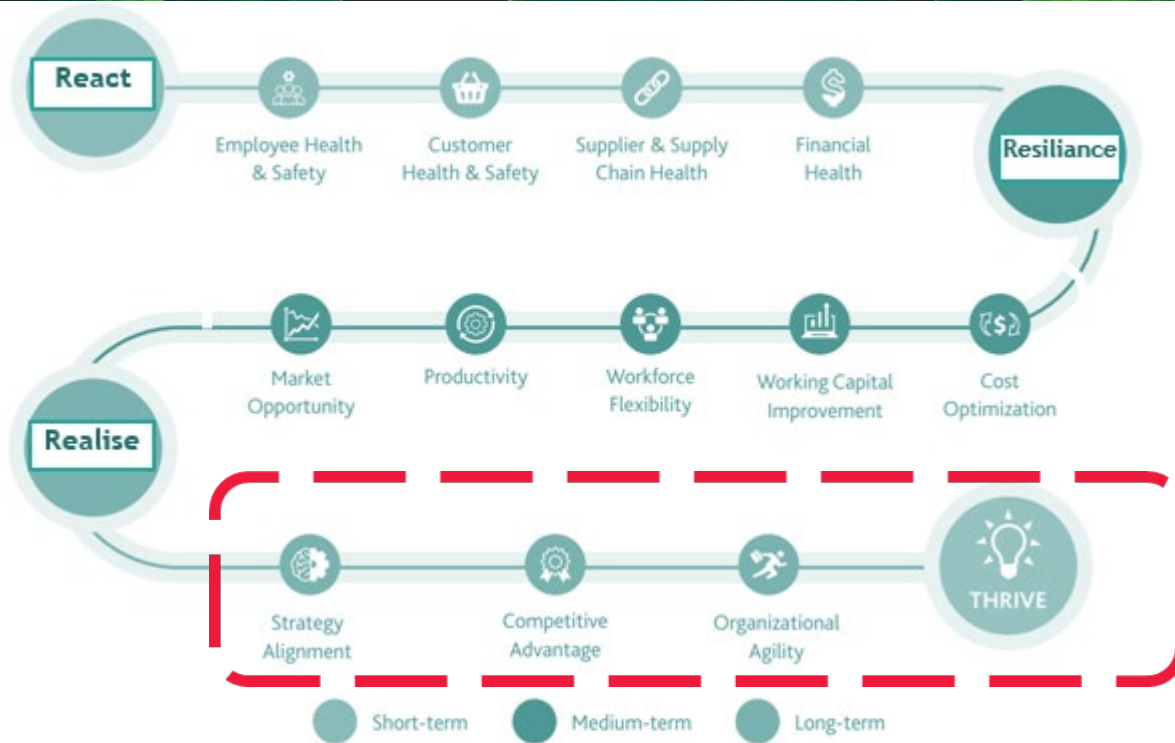 React
Employee Health
& Safety
Customer
Health & Safety
Supplier & Supply
Chain Health
Financial
Health
Resiliance
Market
Opportunity
Productivity
Workforce
Flexibility
Working Capital
Improvement
Cost
Optimization
Realise
Strategy
Alignment
Competitive
Advantage
Organizational
Agility
THRIVE
Short-term
Medium-term
Long-term